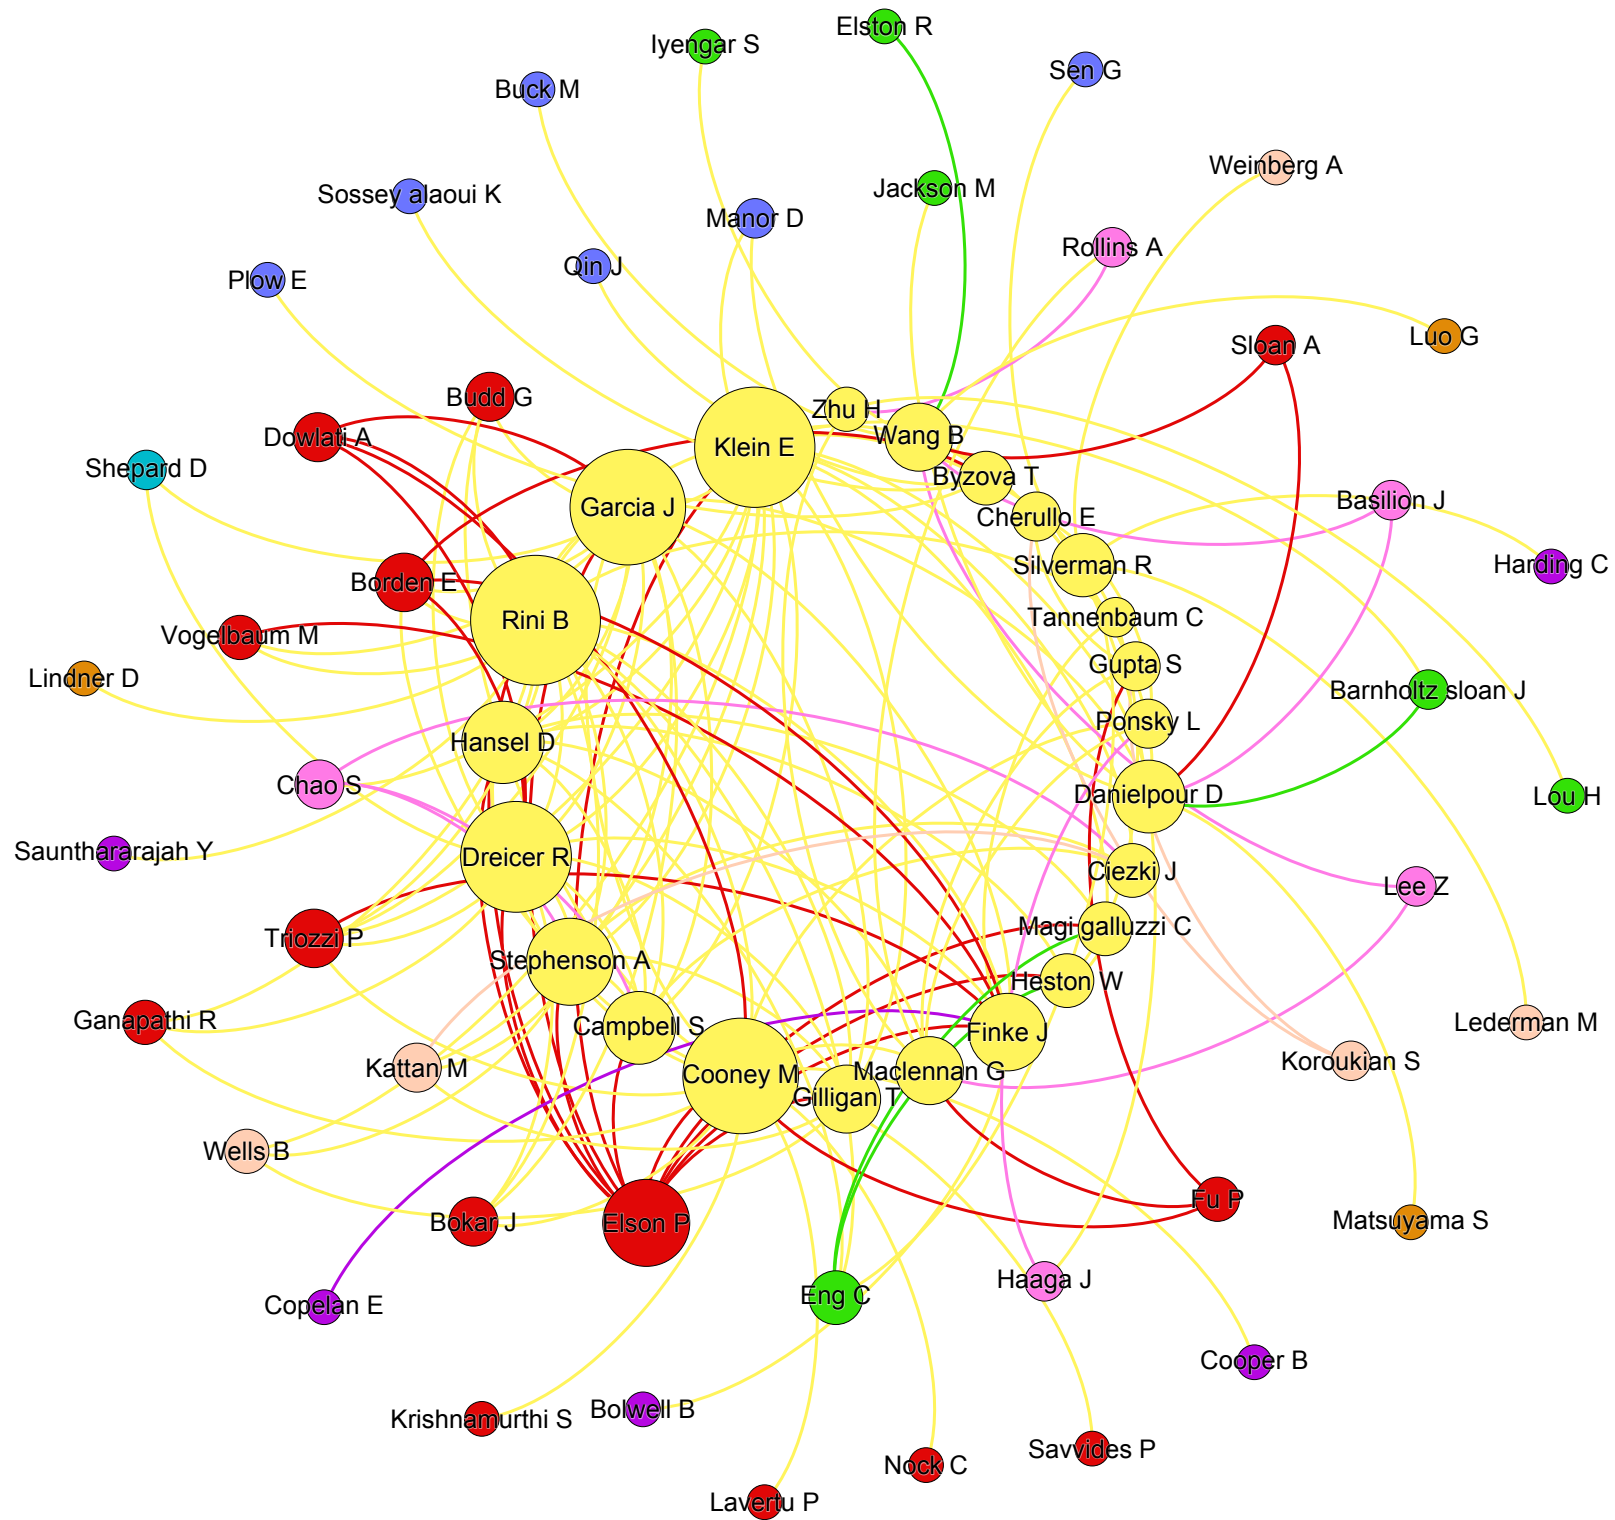 Elston R
Iyengar S
Sen G
Buck M
Weinberg A
Jackson M
Sossey alaoui K
Manor D
Rollins A
Qin J
Plow E
Luo G
Sloan A
Budd G
Zhu H
Dowlati A
Wang B
Klein E
Shepard D
Byzova T
Basilion J
Garcia J
Cherullo E
Silverman R
Harding C
Borden E
Tannenbaum C
Rini B
Vogelbaum M
Gupta S
Lindner D
Barnholtz sloan J
Ponsky L
Hansel D
Chao S
Danielpour D
Lou H
Saunthararajah Y
Dreicer R
Ciezki J
Lee Z
Magi galluzzi C
Triozzi P
Stephenson A
Heston W
Ganapathi R
Lederman M
Campbell S
Finke J
Koroukian S
Kattan M
Maclennan G
Cooney M
Gilligan T
Wells B
Fu P
Bokar J
Elson P
Matsuyama S
Haaga J
Eng C
Copelan E
Cooper B
Bolwell B
Krishnamurthi S
Savvides P
Nock C
Lavertu P